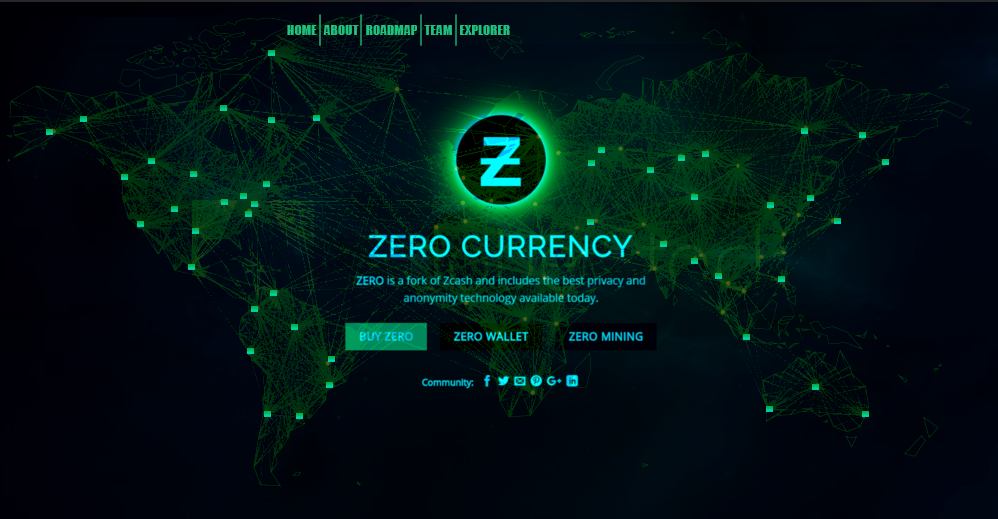 HOME ABOUT ROADMAP TEAM EXPLORER
Z
ZERO CURRENCY
ZERO is a fork of Zcash and includes the best privacy and
anonymity technology available today.
BUY ZERO ZERO WALLET ZERO MINING
Community: f G+ in